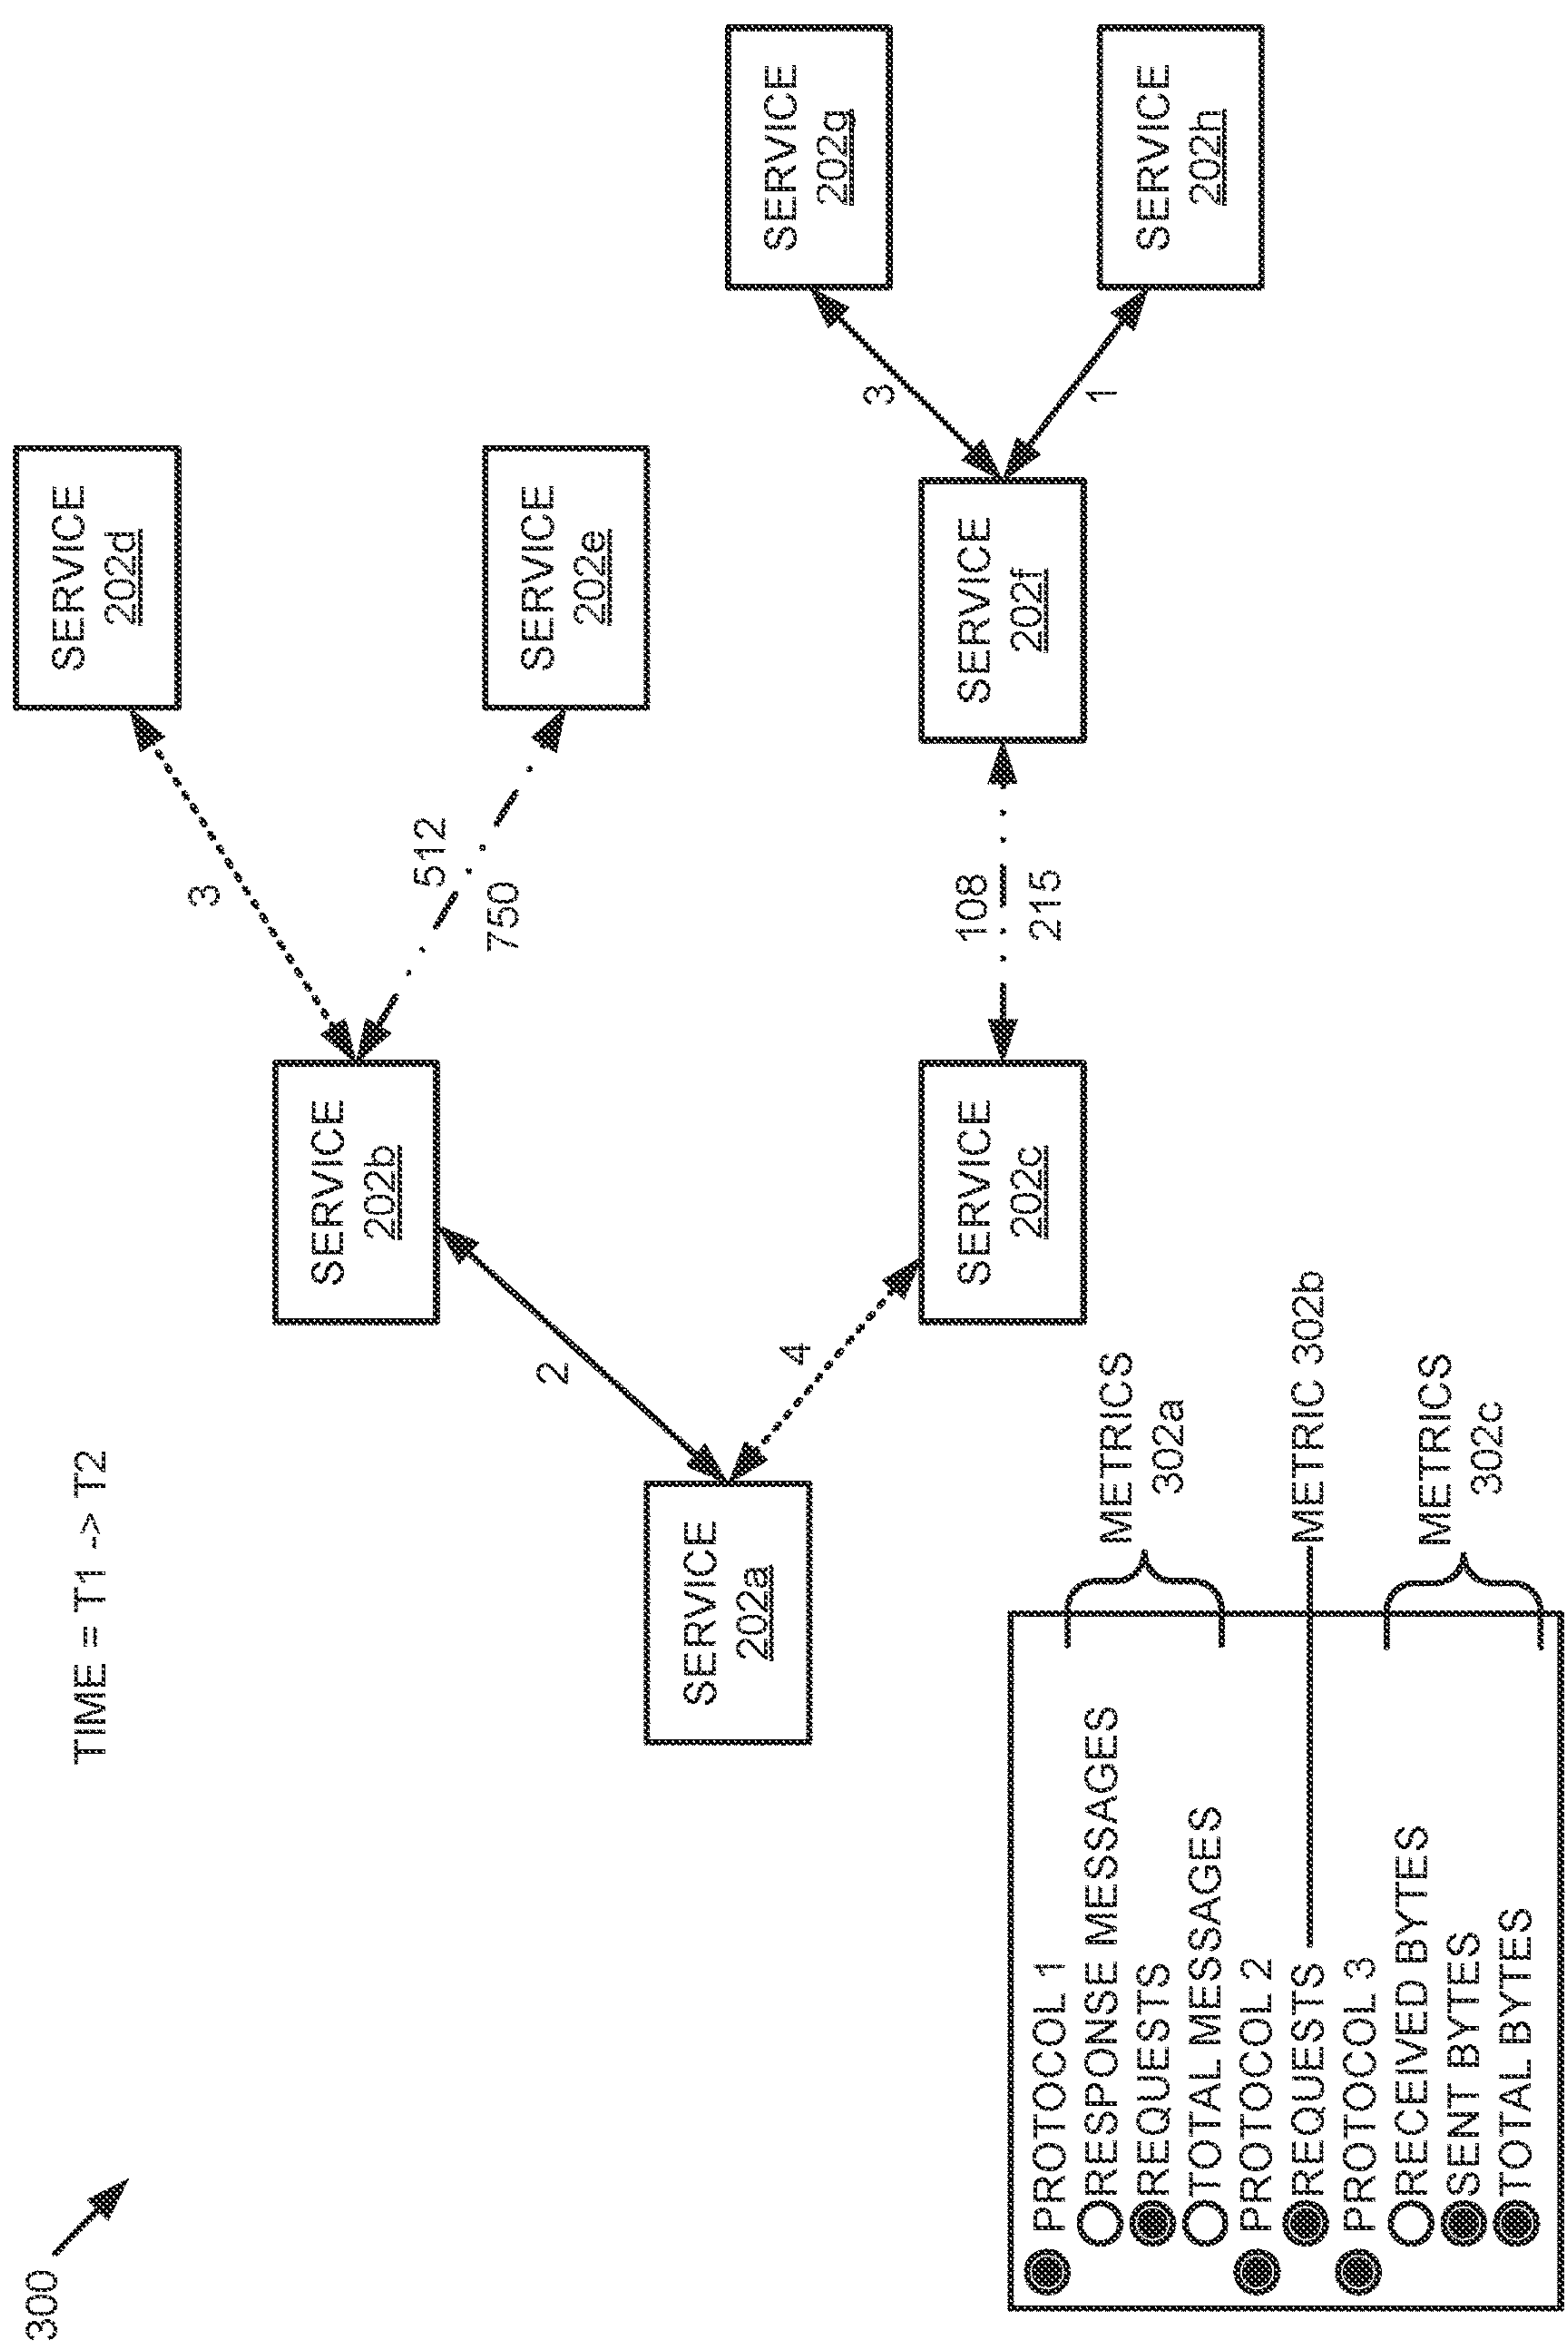 300
TIME = T1 -> T2
SERVICE
202d
3
SERVICE
202b
512
750
SERVICE
202e
2
SERVICE
202a
4
SERVICE
202c
108
215
SERVICE
202f
3
SERVICE
202g
1
SERVICE
202h
PROTOCOL 1
RESPONSE MESSAGES
REQUESTS
TOTAL MESSAGES
METRICS
302a
PROTOCOL 2
REQUESTS
METRIC 302b
PROTOCOL 3
RECEIVED BYTES
SENT BYTES
TOTAL BYTES
METRICS
302c